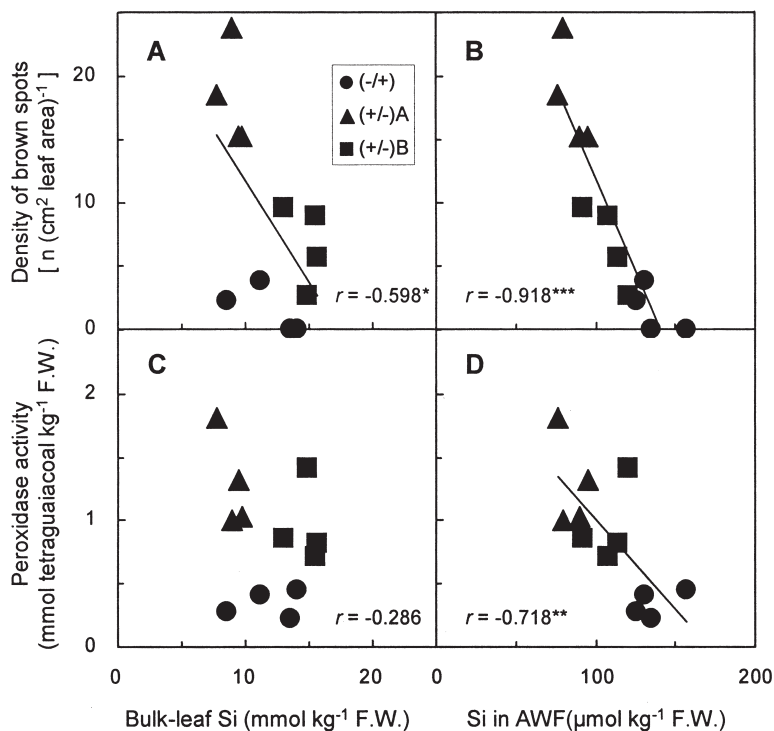 A
B
(-/+)
(+/-)A
(+/-)B
20
10
0
Density of brown spots
[ n (cm² leaf area)⁻¹ ]
r = -0.598*
r = -0.918***
C
D
2
1
0
Peroxidase activity
(mmol tetraguaiacoal kg⁻¹ F.W.)
r = -0.286
r = -0.718**
0 10 20 100 200
Bulk-leaf Si (mmol kg⁻¹ F.W.)
Si in AWF(µmol kg⁻¹ F.W.)